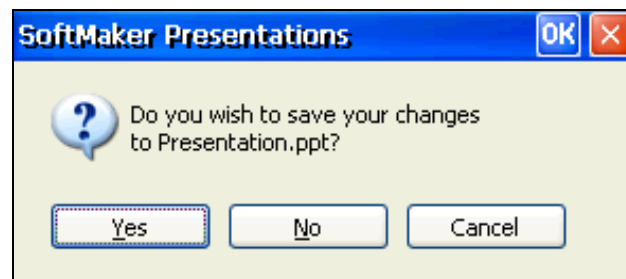 SoftMaker Presentations OK
Do you wish to save your changes
to Presentation.ppt?
Yes No Cancel